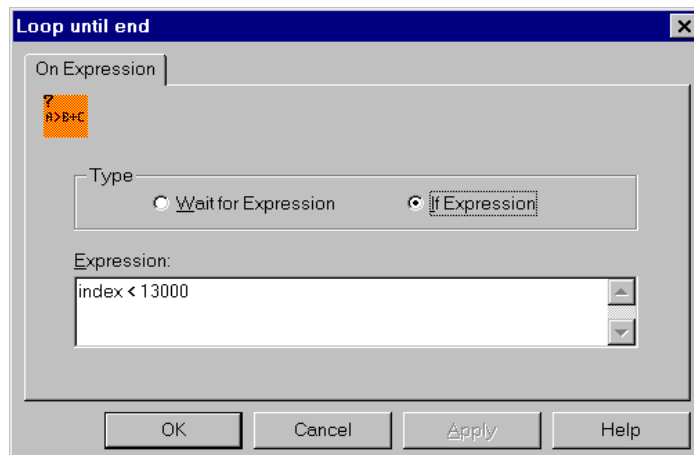 Loop until end
On Expression
?
A>B+C
Type
Wait for Expression
If Expression
Expression:
index < 13000
OK
Cancel
Apply
Help